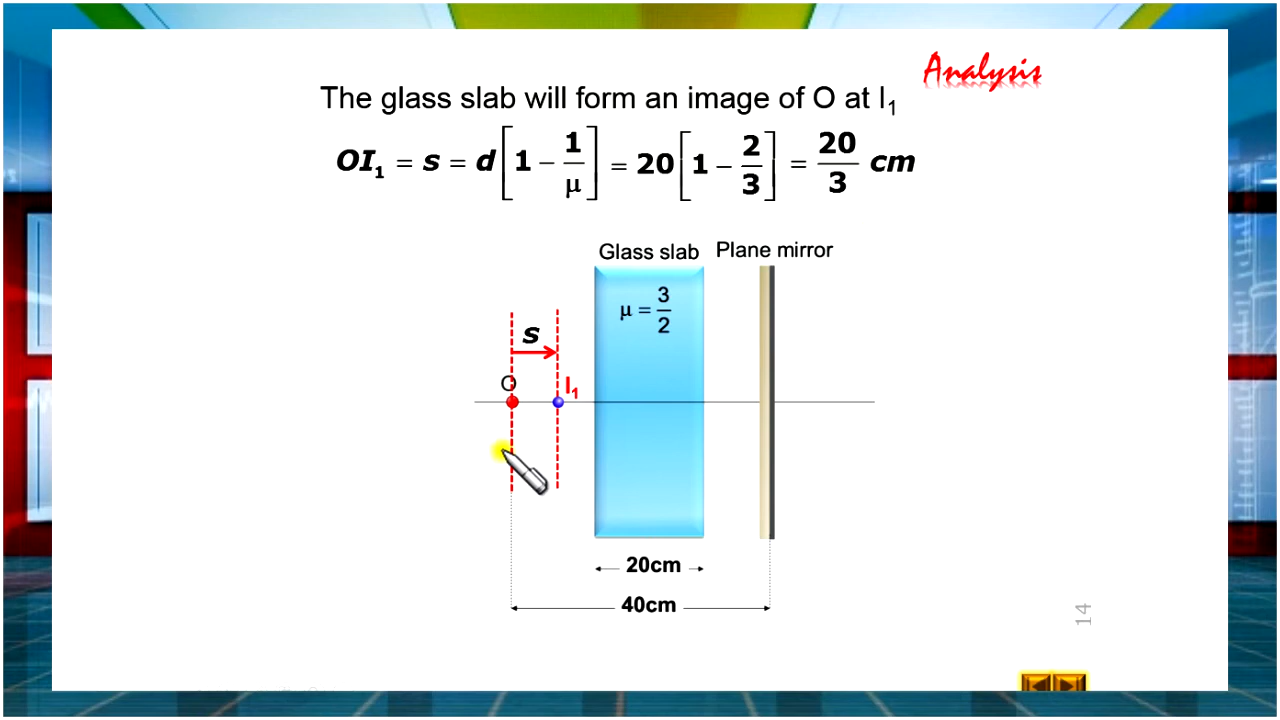 Analysis
The glass slab will form an image of O at I₁
OI₁ = s = d[1 − 1/μ] = 20[1 − 2/3] = 20/3 cm
Glass slab Plane mirror
μ = 3/2
s
O I₁
20cm
40cm
14